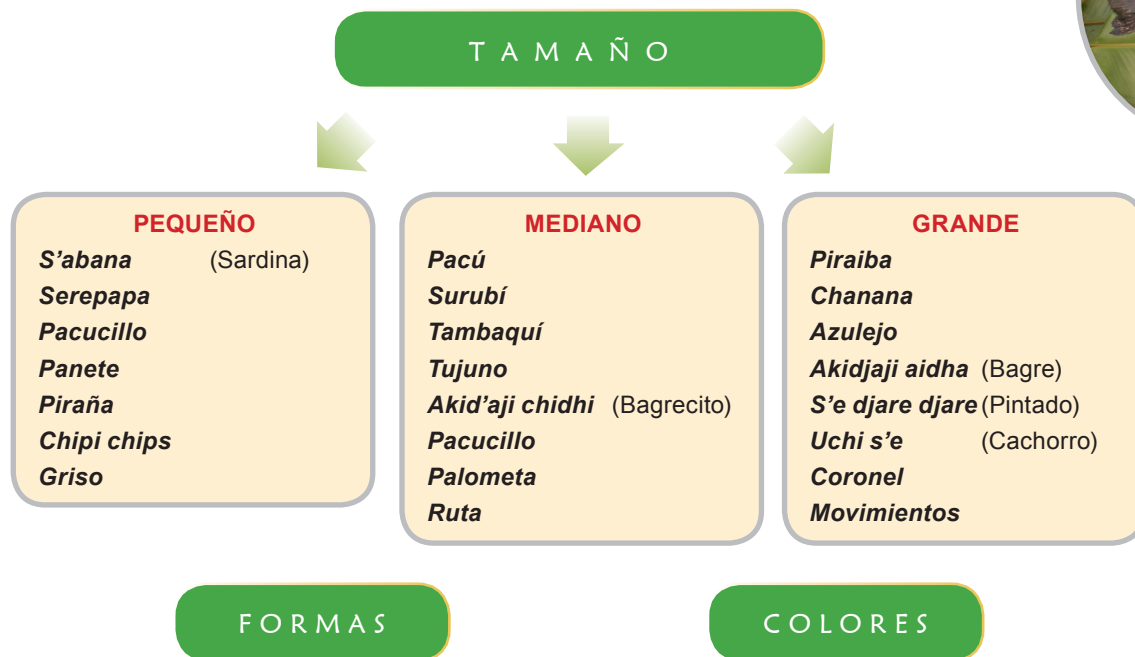 TAMAÑO
PEQUEÑO
S'abana (Sardina)
Serepapa
Pacucillo
Panete
Piraña
Chipi chips
Griso
MEDIANO
Pacú
Surubí
Tambaquí
Tujuno
Akid'aji chidhi (Bagrecito)
Pacucillo
Palometa
Ruta
GRANDE
Piraiba
Chanana
Azulejo
Akidjaji aidha (Bagre)
S'e djare djare (Pintado)
Uchi s'e (Cachorro)
Coronel
Movimientos
FORMAS
COLORES